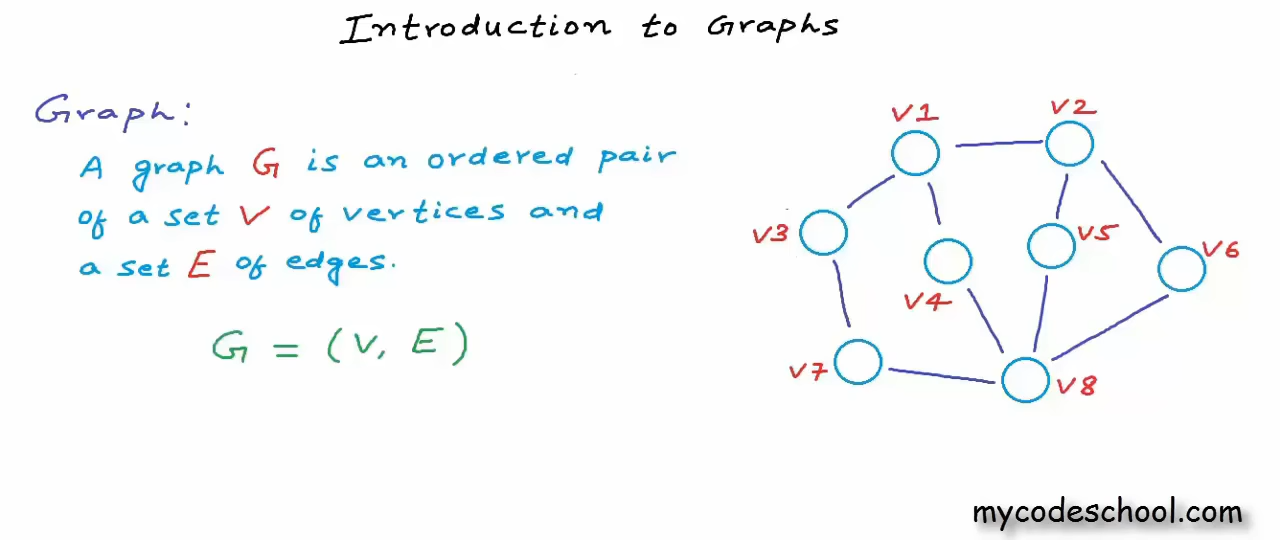 Introduction to Graphs
Graph:
A graph G is an ordered pair
of a set V of vertices and
a set E of edges.
G = (V, E)
V1
V2
V3
V4
V5
V6
V7
V8
mycodeschool.com